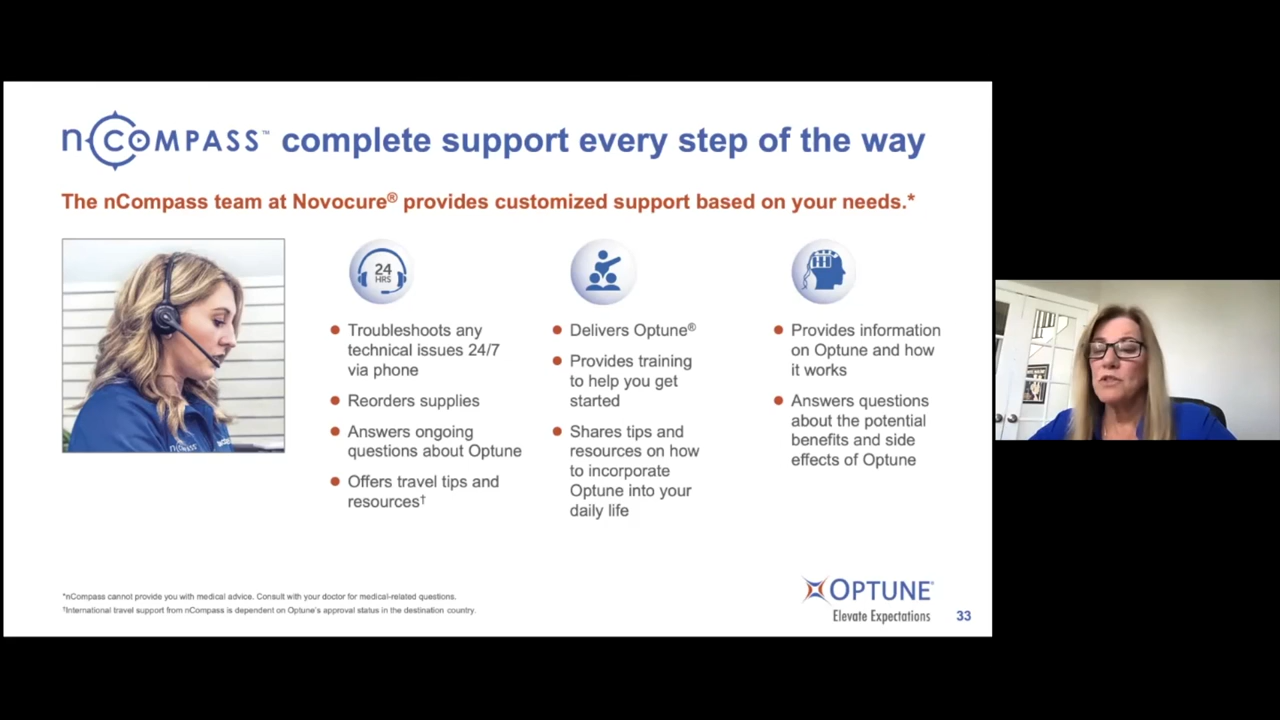 nCOMPASS™ complete support every step of the way
The nCompass team at Novocure® provides customized support based on your needs.*
24
HRS
Troubleshoots any
technical issues 24/7
via phone
Reorders supplies
Answers ongoing
questions about Optune
Offers travel tips and
resources†
Delivers Optune®
Provides training
to help you get
started
Shares tips and
resources on how
to incorporate
Optune into your
daily life
Provides information
on Optune and how
it works
Answers questions
about the potential
benefits and side
effects of Optune
*nCompass cannot provide you with medical advice. Consult with your doctor for medical-related questions.
†International travel support from nCompass is dependent on Optune's approval status in the destination country.
OPTUNE®
Elevate Expectations
33